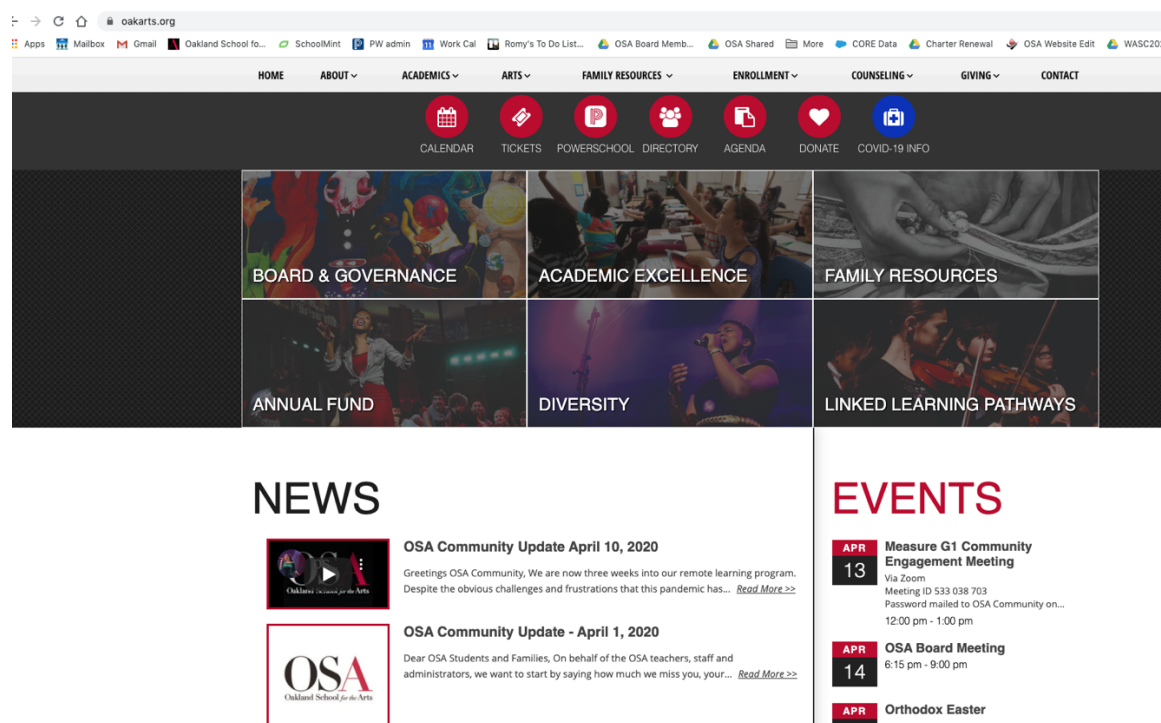 oakarts.org
Apps Mailbox Gmail Oakland School fo... SchoolMint PW admin Work Cal Romy's To Do List... OSA Board Memb... OSA Shared More CORE Data Charter Renewal OSA Website Edit WASC202
HOME ABOUT ACADEMICS ARTS FAMILY RESOURCES ENROLLMENT COUNSELING GIVING CONTACT
CALENDAR TICKETS POWERSCHOOL DIRECTORY AGENDA DONATE COVID-19 INFO
BOARD & GOVERNANCE ACADEMIC EXCELLENCE FAMILY RESOURCES
ANNUAL FUND DIVERSITY LINKED LEARNING PATHWAYS
NEWS
OSA
Oakland School for the Arts
OSA Community Update April 10, 2020
Greetings OSA Community, We are now three weeks into our remote learning program.
Despite the obvious challenges and frustrations that this pandemic has... Read More >>
OSA
Oakland School for the Arts
OSA Community Update - April 1, 2020
Dear OSA Students and Families, On behalf of the OSA teachers, staff and
administrators, we want to start by saying how much we miss you, your... Read More >>
EVENTS
APR
13
Measure G1 Community
Engagement Meeting
Via Zoom
Meeting ID 533 038 703
Password mailed to OSA Community on...
12:00 pm - 1:00 pm
APR
14
OSA Board Meeting
6:15 pm - 9:00 pm
APR
Orthodox Easter